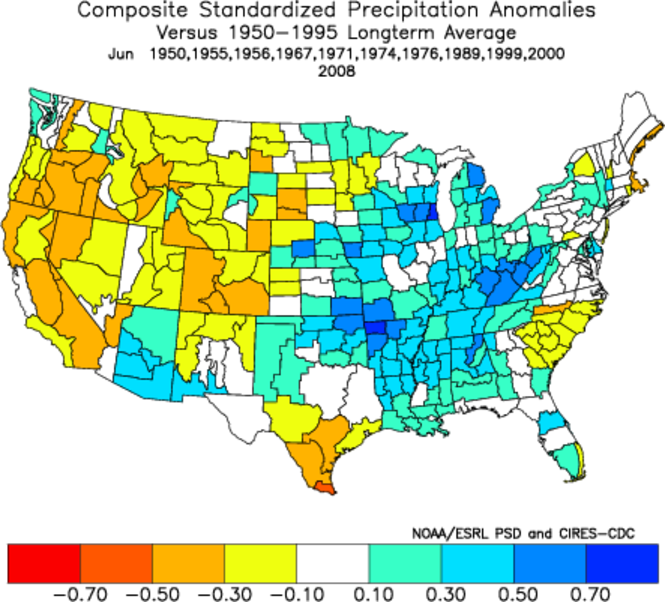 Composite Standardized Precipitation Anomalies
Versus 1950−1995 Longterm Average
Jun 1950,1955,1956,1967,1971,1974,1976,1989,1999,2000
2008
NOAA/ESRL PSD and CIRES−CDC
−0.70 −0.50 −0.30 −0.10 0.10 0.30 0.50 0.70